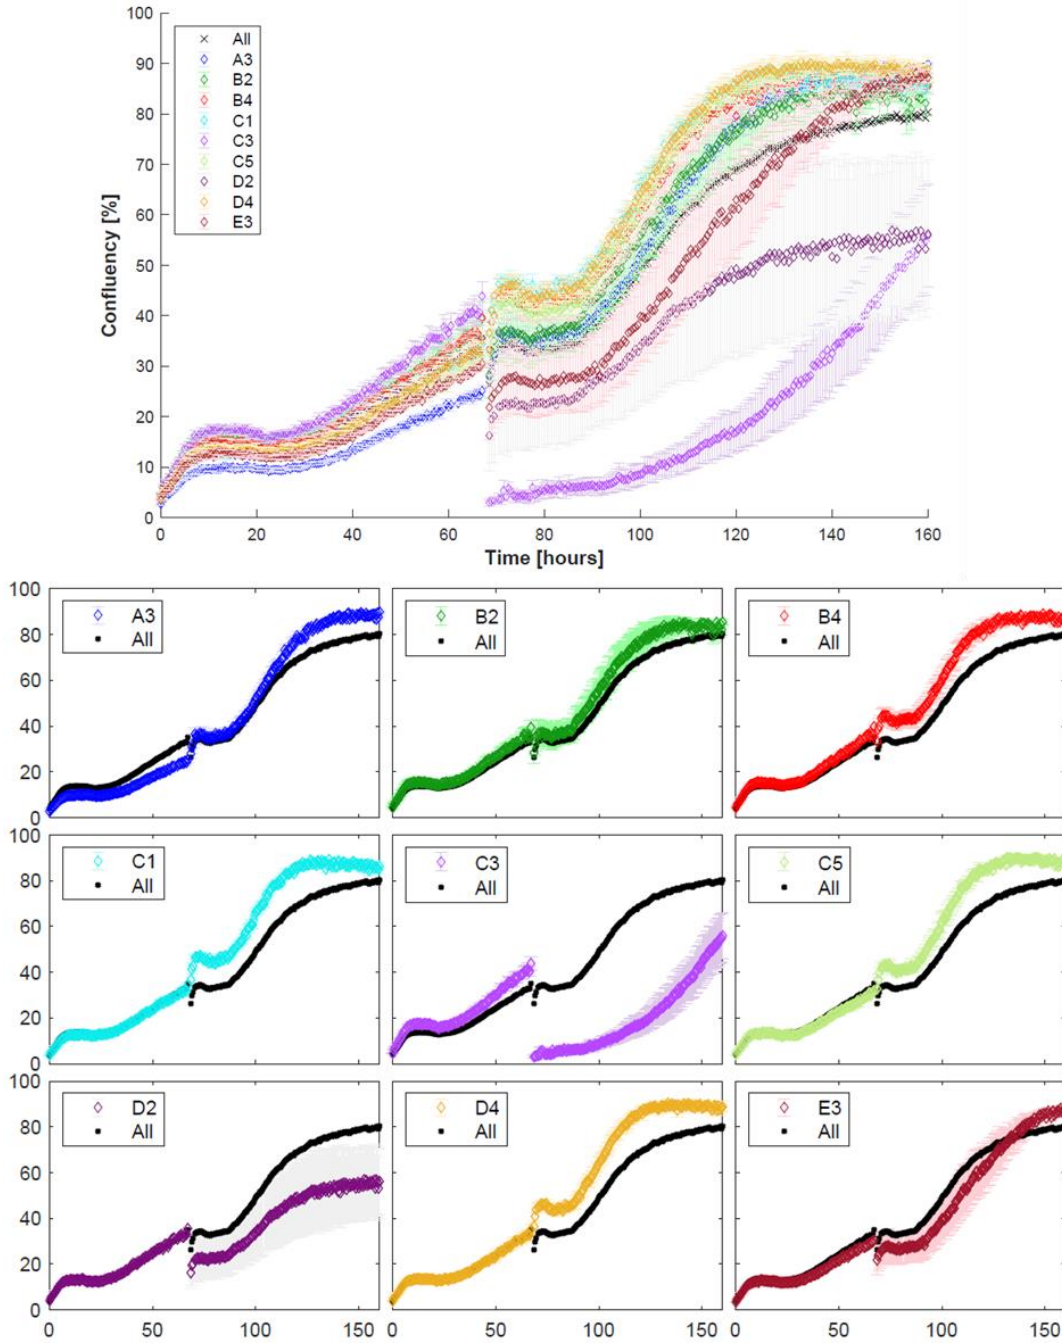 100
90
80
70
60
50
40
30
20
10
0
Confluency [%]
All
A3
B2
B4
C1
C3
C5
D2
D4
E3
0 20 40 60 80 100 120 140 160
Time [hours]
100
80
60
40
20
0
A3
All
B2
All
B4
All
100
80
60
40
20
0
C1
All
C3
All
C5
All
100
80
60
40
20
0
D2
All
D4
All
E3
All
0 50 100 150 0 50 100 150 0 50 100 150